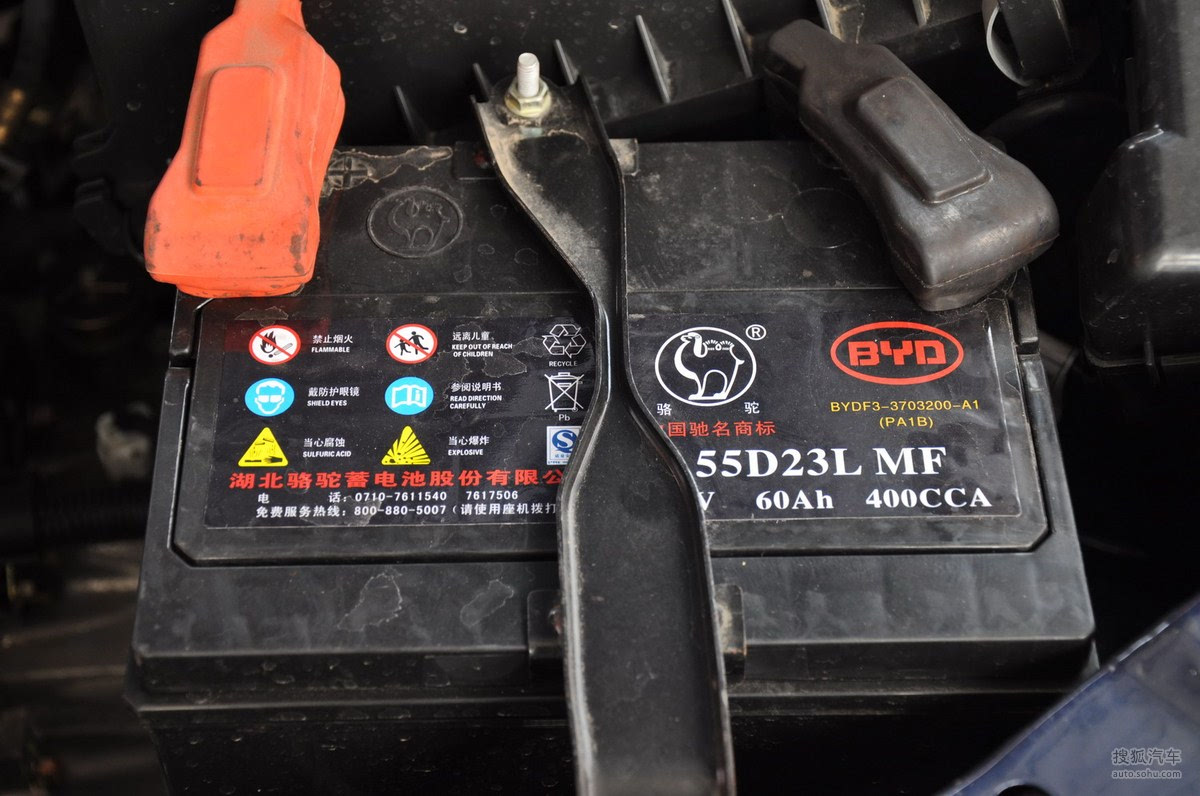 禁止烟火
FLAMMABLE
远离儿童、
KEEP OUT OF REACH
OF CHILDREN
RECYCLE
戴防护眼镜
SHIELD EYES
参阅说明书
READ DIRECTION
CAREFULLY
Pb
当心腐蚀
SULFURIC ACID
当心爆炸
EXPLOSIVE
湖北骆驼蓄电池股份有限公
电 话：0710-7611540 7617506
免费服务热线：800-880-5007（请使用座机拨打
®
骆 驼
国驰名商标
BYD
BYDF3-3703200-A1
(PA1B)
55D23L MF
V 60Ah 400CCA
搜狐汽车
auto.sohu.com